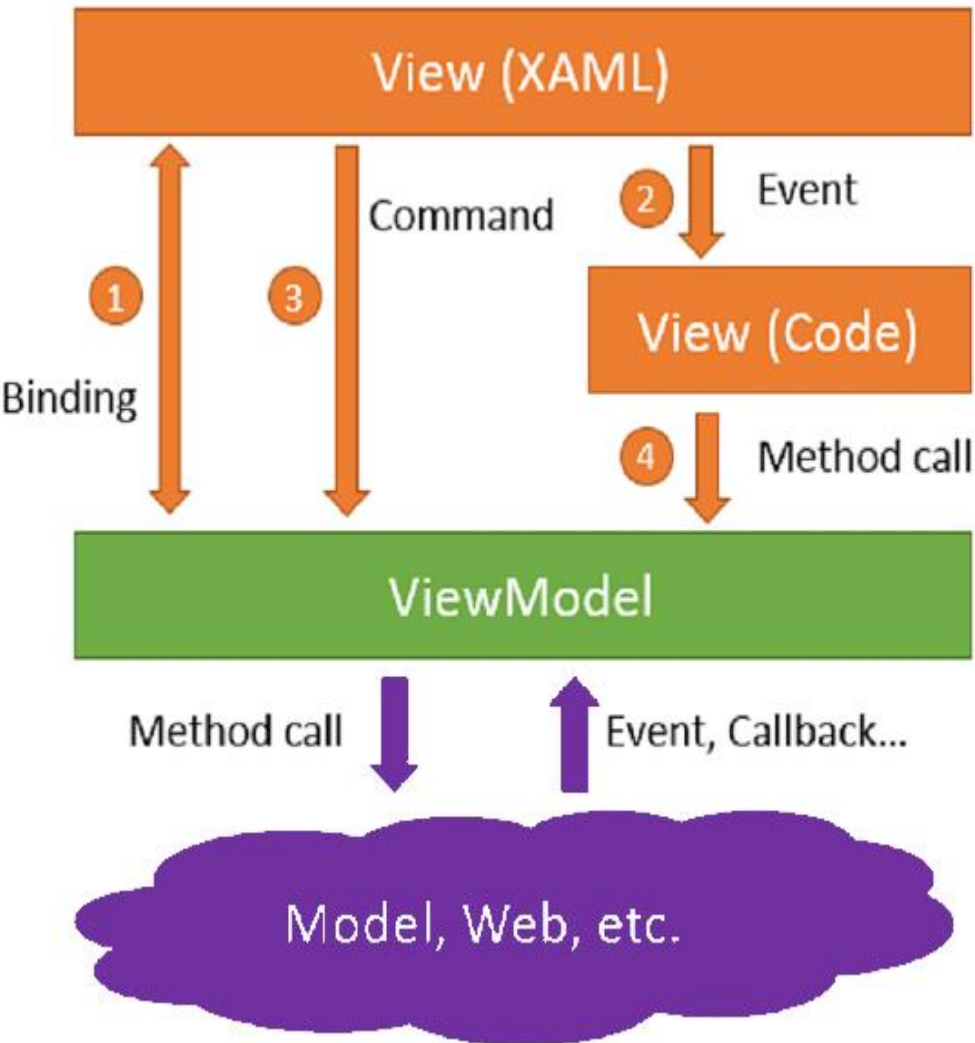 View (XAML)
Command
2
Event
1
3
View (Code)
Binding
4
Method call
ViewModel
Method call
Event, Callback...
Model, Web, etc.